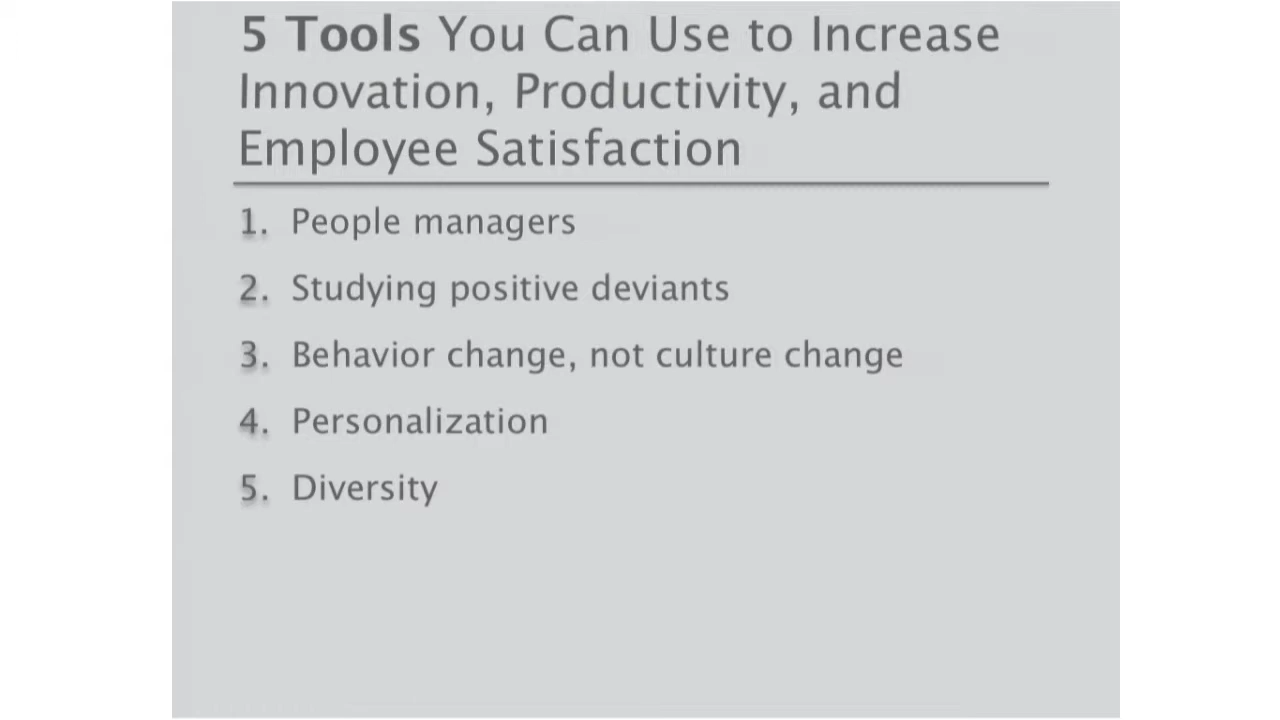 5 Tools You Can Use to Increase
Innovation, Productivity, and
Employee Satisfaction
1. People managers
2. Studying positive deviants
3. Behavior change, not culture change
4. Personalization
5. Diversity